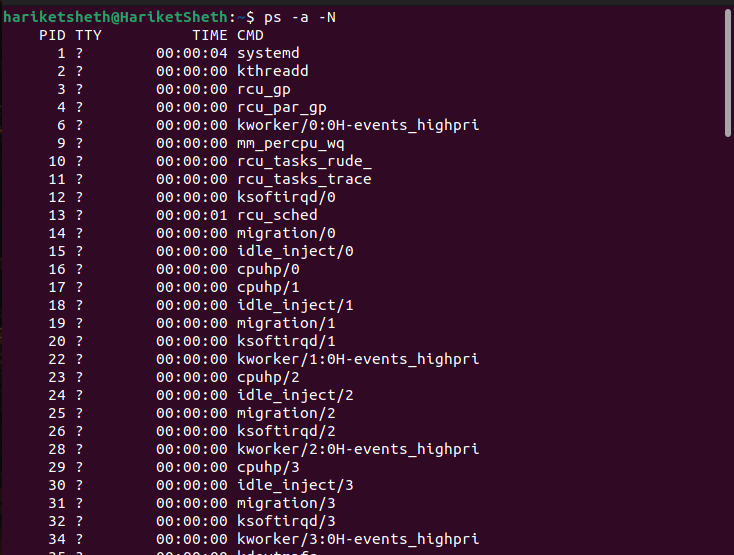 hariketsheth@HariketSheth:~$ ps -a -N
    PID TTY          TIME CMD
      1 ?        00:00:04 systemd
      2 ?        00:00:00 kthreadd
      3 ?        00:00:00 rcu_gp
      4 ?        00:00:00 rcu_par_gp
      6 ?        00:00:00 kworker/0:0H-events_highpri
      9 ?        00:00:00 mm_percpu_wq
     10 ?        00:00:00 rcu_tasks_rude_
     11 ?        00:00:00 rcu_tasks_trace
     12 ?        00:00:00 ksoftirqd/0
     13 ?        00:00:01 rcu_sched
     14 ?        00:00:00 migration/0
     15 ?        00:00:00 idle_inject/0
     16 ?        00:00:00 cpuhp/0
     17 ?        00:00:00 cpuhp/1
     18 ?        00:00:00 idle_inject/1
     19 ?        00:00:00 migration/1
     20 ?        00:00:00 ksoftirqd/1
     22 ?        00:00:00 kworker/1:0H-events_highpri
     23 ?        00:00:00 cpuhp/2
     24 ?        00:00:00 idle_inject/2
     25 ?        00:00:00 migration/2
     26 ?        00:00:00 ksoftirqd/2
     28 ?        00:00:00 kworker/2:0H-events_highpri
     29 ?        00:00:00 cpuhp/3
     30 ?        00:00:00 idle_inject/3
     31 ?        00:00:00 migration/3
     32 ?        00:00:00 ksoftirqd/3
     34 ?        00:00:00 kworker/3:0H-events_highpri